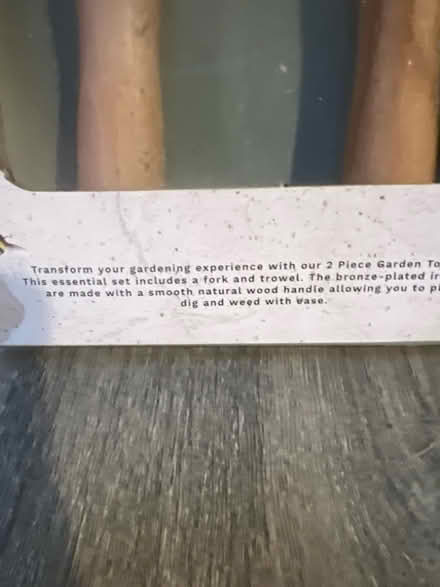 Transform your gardening experience with our 2 Piece Garden To
This essential set includes a fork and trowel. The bronze-plated ir
are made with a smooth natural wood handle allowing you to pl
dig and weed with ease.